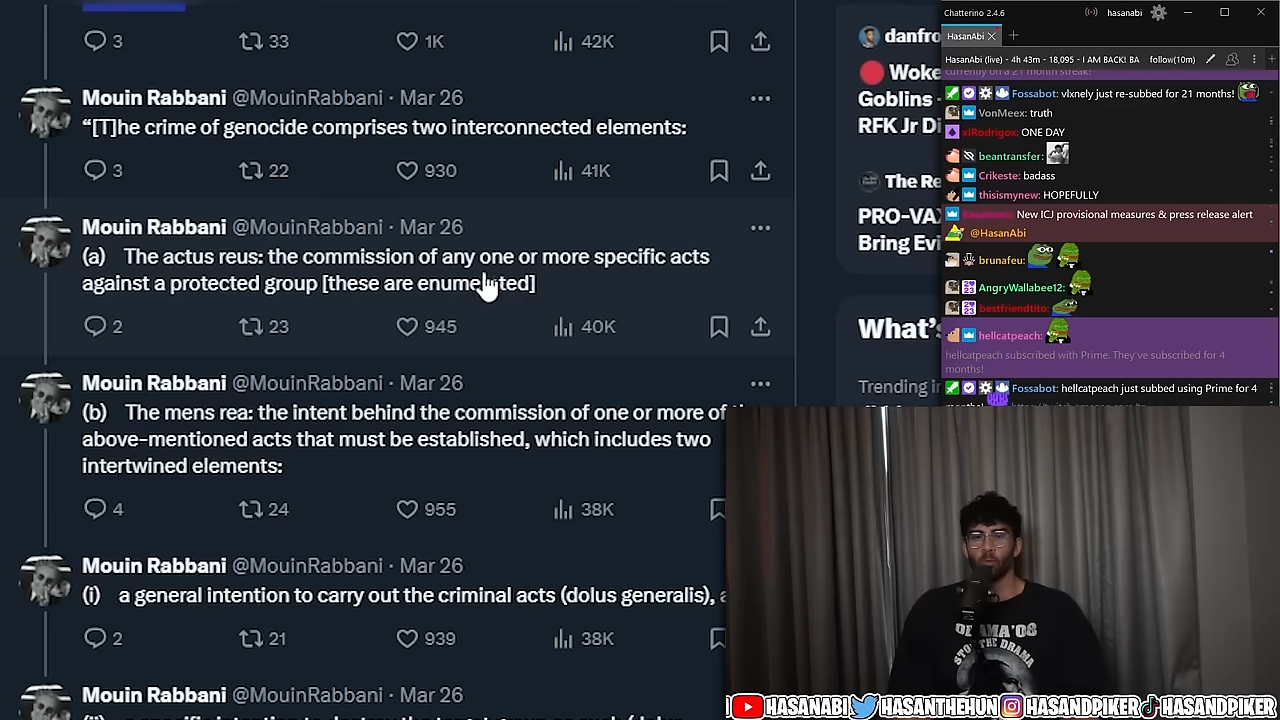 3 33 1K 42K
Mouin Rabbani @MouinRabbani · Mar 26
“[T]he crime of genocide comprises two interconnected elements:
3 22 930 41K
Mouin Rabbani @MouinRabbani · Mar 26
(a) The actus reus: the commission of any one or more specific acts
against a protected group [these are enume ted]
2 23 945 40K
Mouin Rabbani @MouinRabbani · Mar 26
(b) The mens rea: the intent behind the commission of one or more of
above-mentioned acts that must be established, which includes two
intertwined elements:
4 24 955 38K
Mouin Rabbani @MouinRabbani · Mar 26
(i) a general intention to carry out the criminal acts (dolus generalis),
2 21 939 38K
Mouin Rabbani @MouinRabbani · Mar 26
danfro
Woke
Goblins
RFK Jr
The Re
PRO-VA
Bring Evi
What’s
Trending in
Chatterino 2.4.6
hasanabi
HasanAbi
HasanAbi (live) - 4h 43m - 18,095 - I AM BACK! BA
follow(10m)
currently on a 21 month streak!
Fossabot: vlxnely just re-subbed for 21 months!
VonMeex: truth
xlRodrigox: ONE DAY
beantransfer:
Crikeste: badass
thisismynew: HOPEFULLY
New ICJ provisional measures & press release alert
@HasanAbi
brunafeu:
AngryWallabee12:
bestfriendtito:
hellcatpeach:
hellcatpeach subscribed with Prime. They've subscribed for 4
months!
Fossabot: hellcatpeach just subbed using Prime for 4
'08
STOP THE DRAMA
HASANABI HASANTHEHUN HASANDPIKER HASANDPIKER